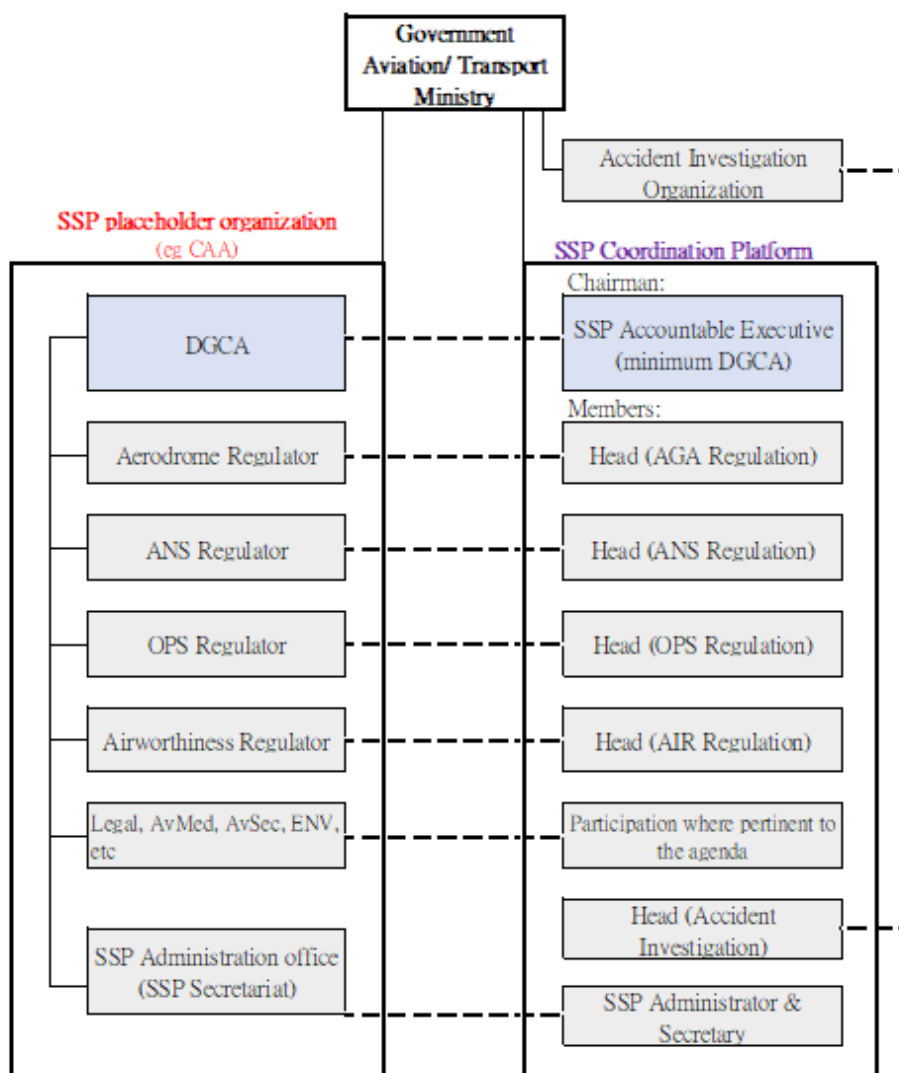 Government
Aviation/ Transport
Ministry
Accident Investigation
Organization
SSP placeholder organization
(eg CAA)
SSP Coordination Platform
Chairman:
DGCA
SSP Accountable Executive
(minimum DGCA)
Members:
Aerodrome Regulator
Head (AGA Regulation)
ANS Regulator
Head (ANS Regulation)
OPS Regulator
Head (OPS Regulation)
Airworthiness Regulator
Head (AIR Regulation)
Legal, AvMed, AvSec, ENV,
etc
Participation where pertinent to
the agenda
Head (Accident
Investigation)
SSP Administration office
(SSP Secretariat)
SSP Administrator &
Secretary